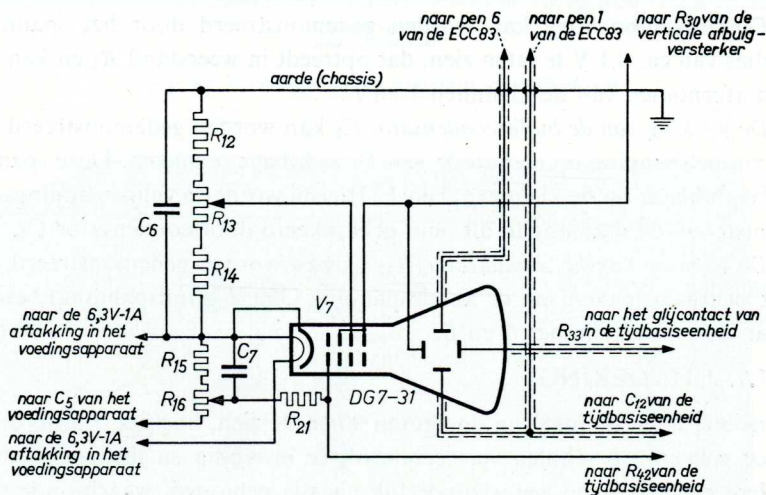 naar pen 6
van de ECC83
naar pen 1
van de ECC83
naar R30 van de
verticale afbuig-
versterker
aarde (chassis)
R12
C6
R13
R14
V7
naar de 6,3V-1A
aftakking in het
voedingsapparaat
naar het glijcontact van
R33 in de tijdbasiseenheid
R15
C7
R16
DG7-31
R21
naar C5 van het
voedingsapparaat
naar C12 van de
tijdbasiseenheid
naar de 6,3V-1A
aftakking in het
voedingsapparaat
naar R42 van de
tijdbasiseenheid